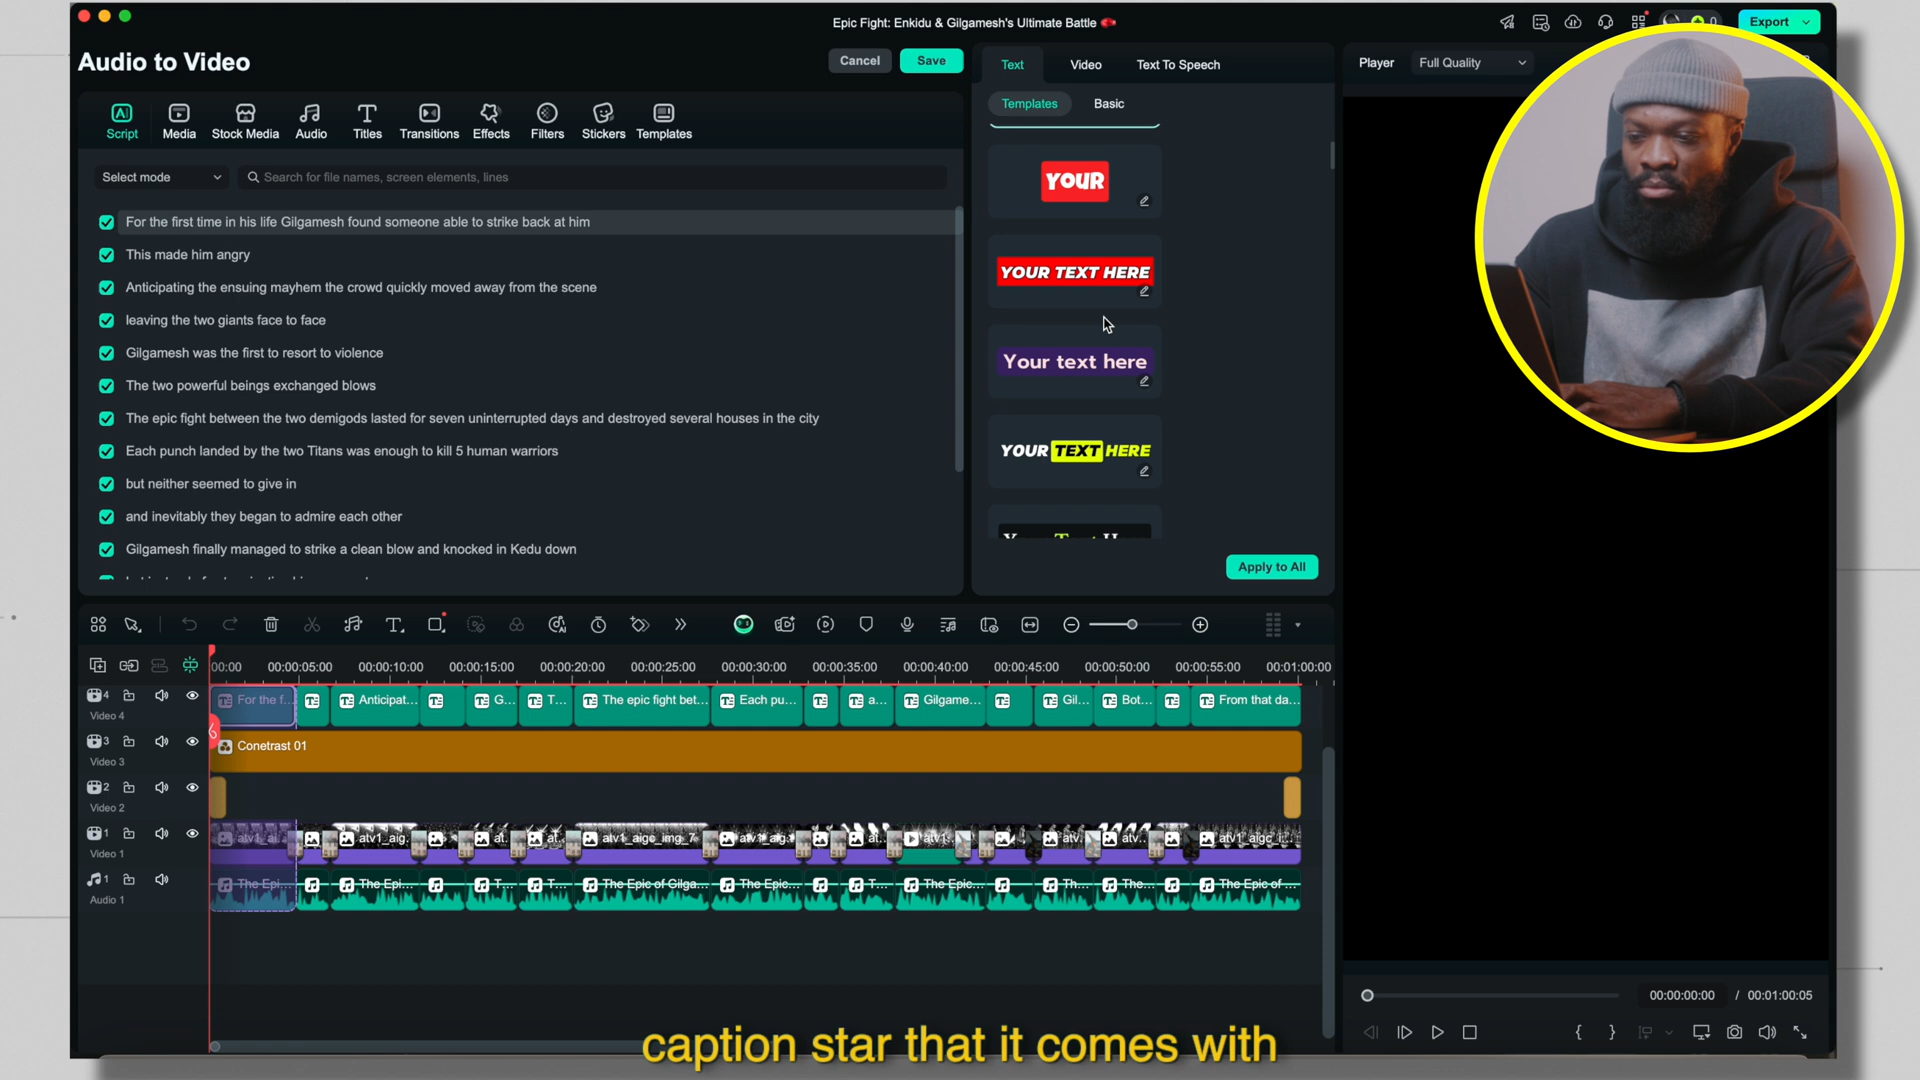 Epic Fight: Enkidu & Gilgamesh's Ultimate Battle
Export
Audio to Video
Cancel
Save
Text
Video
Text To Speech
Player
Full Quality
Script
Media
Stock Media
Audio
Titles
Transitions
Effects
Filters
Stickers
Templates
Templates
Basic
Select mode
Search for file names, screen elements, lines
For the first time in his life Gilgamesh found someone able to strike back at him
This made him angry
Anticipating the ensuing mayhem the crowd quickly moved away from the scene
leaving the two giants face to face
Gilgamesh was the first to resort to violence
The two powerful beings exchanged blows
The epic fight between the two demigods lasted for seven uninterrupted days and destroyed several houses in the city
Each punch landed by the two Titans was enough to kill 5 human warriors
but neither seemed to give in
and inevitably they began to admire each other
Gilgamesh finally managed to strike a clean blow and knocked in Kedu down
YOUR
YOUR TEXT HERE
Your text here
YOUR TEXT HERE
Apply to All
00:00 00:00:05:00 00:00:10:00 00:00:15:00 00:00:20:00 00:00:25:00 00:00:30:00 00:00:35:00 00:00:40:00 00:00:45:00 00:00:50:00 00:00:55:00 00:01:00:00
4
Video 4
For the f... Anticipat... G... T... The epic fight bet... Each pu... a... Gilgame... Gil... Bot... From that da...
3
Video 3
Conetrast 01
2
Video 2
1
Video 1
atv1_ai... atv1_aig. at. at. atv1_aigc_img_7 atv1_aig. at.. atv1 atv.. atv.. atv1_aigc_i...
1
Audio 1
The Epi... The Epi... T... T... The Epic of Gilga... The Epic... T... The Epic... Th... The... The Epic of ...
00:00:00:00 / 00:01:00:05
caption star that it comes with